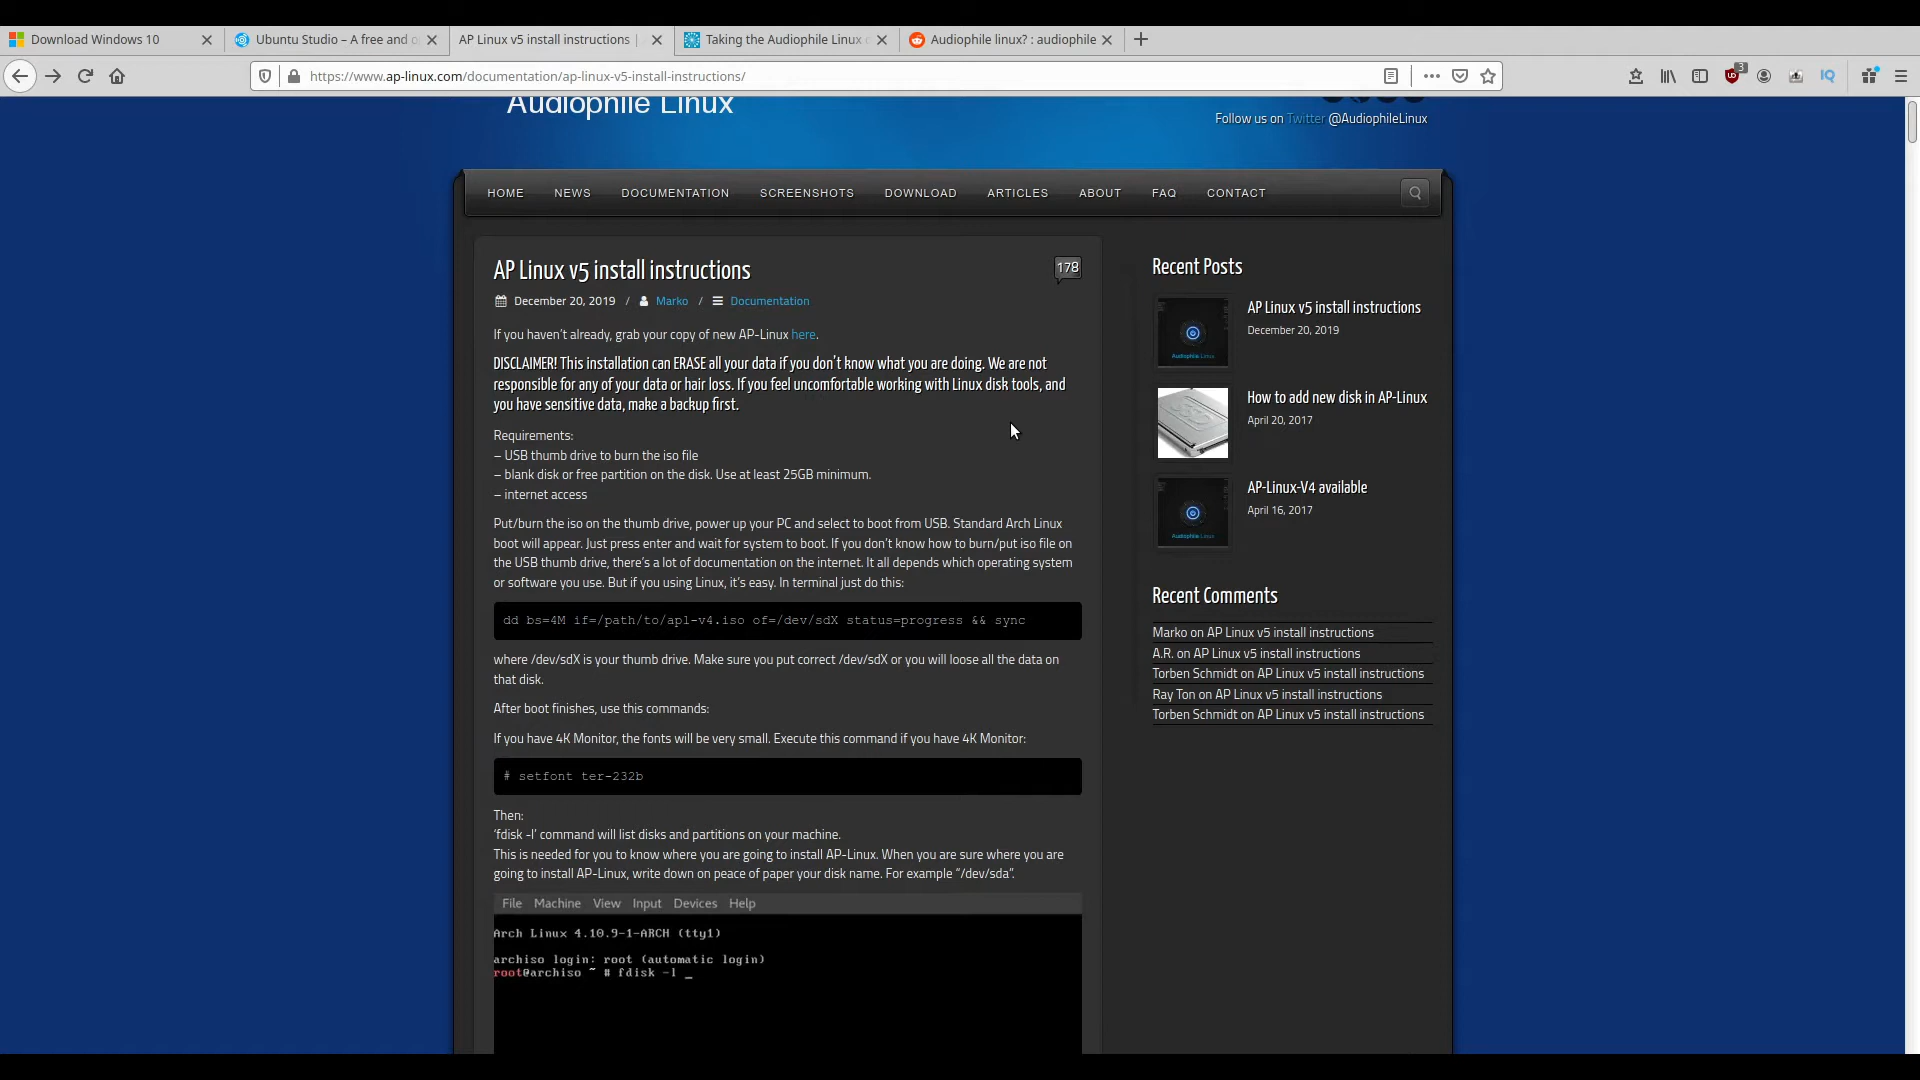 Download Windows 10
Ubuntu Studio – A free and o
AP Linux v5 install instructions |
Taking the Audiophile Linux
Audiophile linux? : audiophile
https://www.ap-linux.com/documentation/ap-linux-v5-install-instructions/
3
IQ
Audiophile Linux
Follow us on Twitter @AudiophileLinux
HOME NEWS DOCUMENTATION SCREENSHOTS DOWNLOAD ARTICLES ABOUT FAQ CONTACT
AP Linux v5 install instructions
178
December 20, 2019 / Marko / Documentation
If you haven’t already, grab your copy of new AP-Linux here.
DISCLAIMER! This installation can ERASE all your data if you don’t know what you are doing. We are not
responsible for any of your data or hair loss. If you feel uncomfortable working with Linux disk tools, and
you have sensitive data, make a backup first.
Requirements:
– USB thumb drive to burn the iso file
– blank disk or free partition on the disk. Use at least 25GB minimum.
– internet access
Put/burn the iso on the thumb drive, power up your PC and select to boot from USB. Standard Arch Linux
boot will appear. Just press enter and wait for system to boot. If you don’t know how to burn/put iso file on
the USB thumb drive, there’s a lot of documentation on the internet. It all depends which operating system
or software you use. But if you using Linux, it’s easy. In terminal just do this:
dd bs=4M if=/path/to/apl-v4.iso of=/dev/sdX status=progress && sync
where /dev/sdX is your thumb drive. Make sure you put correct /dev/sdX or you will loose all the data on
that disk.
After boot finishes, use this commands:
If you have 4K Monitor, the fonts will be very small. Execute this command if you have 4K Monitor:
# setfont ter-232b
Then:
‘fdisk -l’ command will list disks and partitions on your machine.
This is needed for you to know where you are going to install AP-Linux. When you are sure where you are
going to install AP-Linux, write down on peace of paper your disk name. For example “/dev/sda”.
File Machine View Input Devices Help
Arch Linux 4.10.9-1-ARCH (tty1)
archiso login: root (automatic login)
root@archiso ~ # fdisk -l _
Recent Posts
AP Linux v5 install instructions
December 20, 2019
Audiophile Linux
How to add new disk in AP-Linux
April 20, 2017
SSD
AP-Linux-V4 available
April 16, 2017
Audiophile Linux
Recent Comments
Marko on AP Linux v5 install instructions
A.R. on AP Linux v5 install instructions
Torben Schmidt on AP Linux v5 install instructions
Ray Ton on AP Linux v5 install instructions
Torben Schmidt on AP Linux v5 install instructions